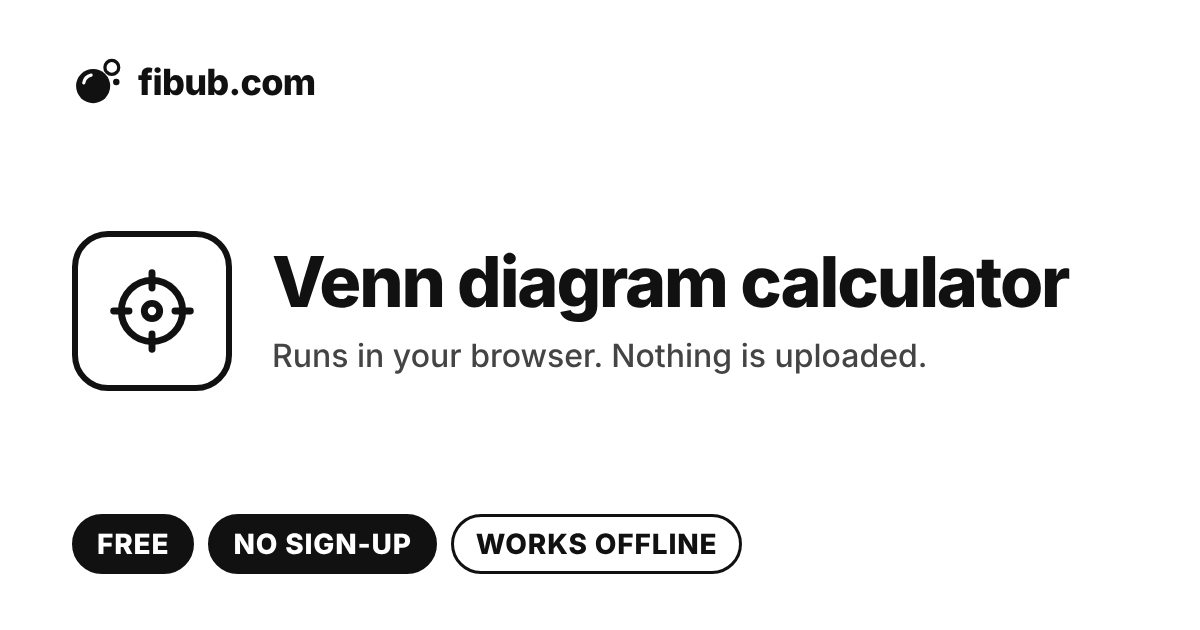 fibub.com
Venn diagram calculator
Runs in your browser. Nothing is uploaded.
FREE NO SIGN-UP WORKS OFFLINE